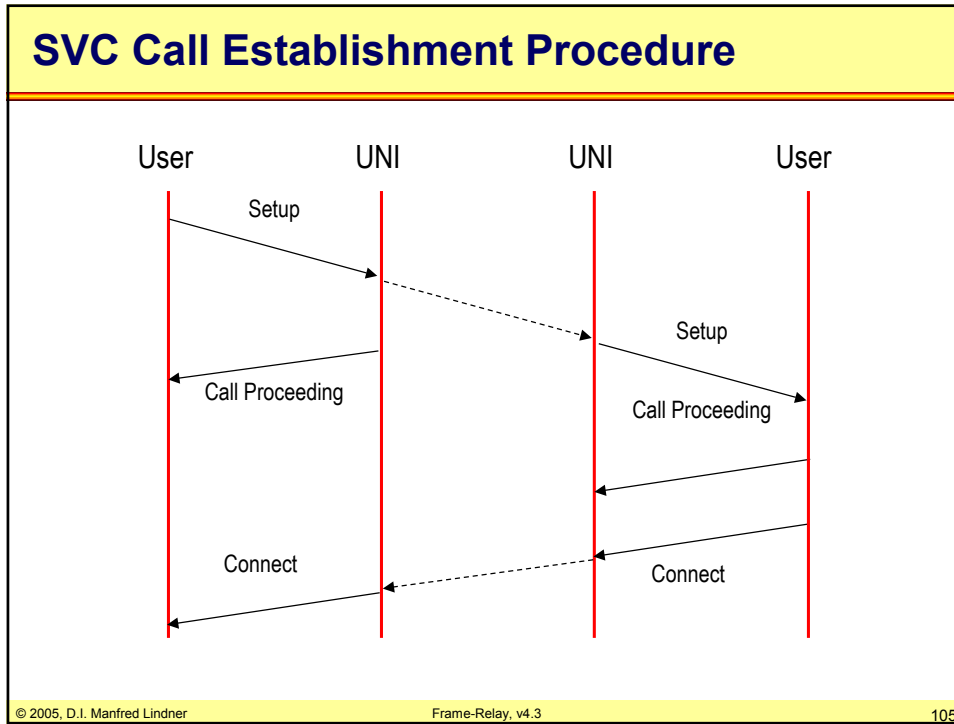 SVC Call Establishment Procedure
User UNI UNI User
Setup
Setup
Call Proceeding
Call Proceeding
Connect
Connect
© 2005, D.I. Manfred Lindner Frame-Relay, v4.3 105